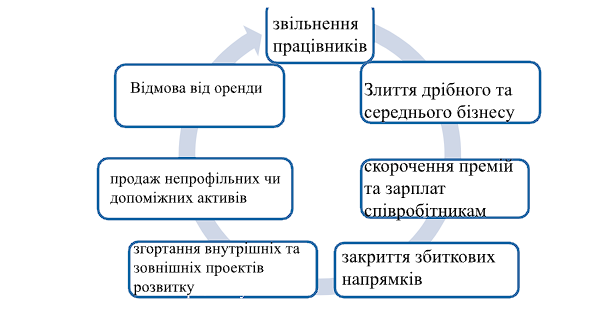 звільнення
працівників
Злиття дрібного та
середнього бізнесу
скорочення премій
та зарплат
співробітникам
закриття збиткових
напрямків
згортання внутрішніх та
зовнішніх проектів
розвитку
продаж непрофільних чи
допоміжних активів
Відмова від оренди